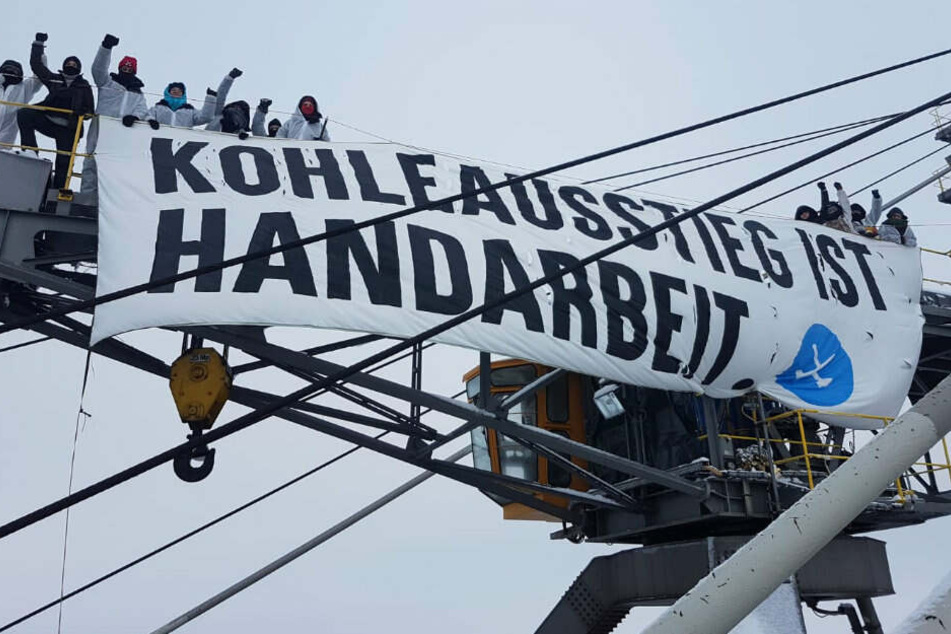 KOHLEAUSSTIEG IST
HANDARBEIT.